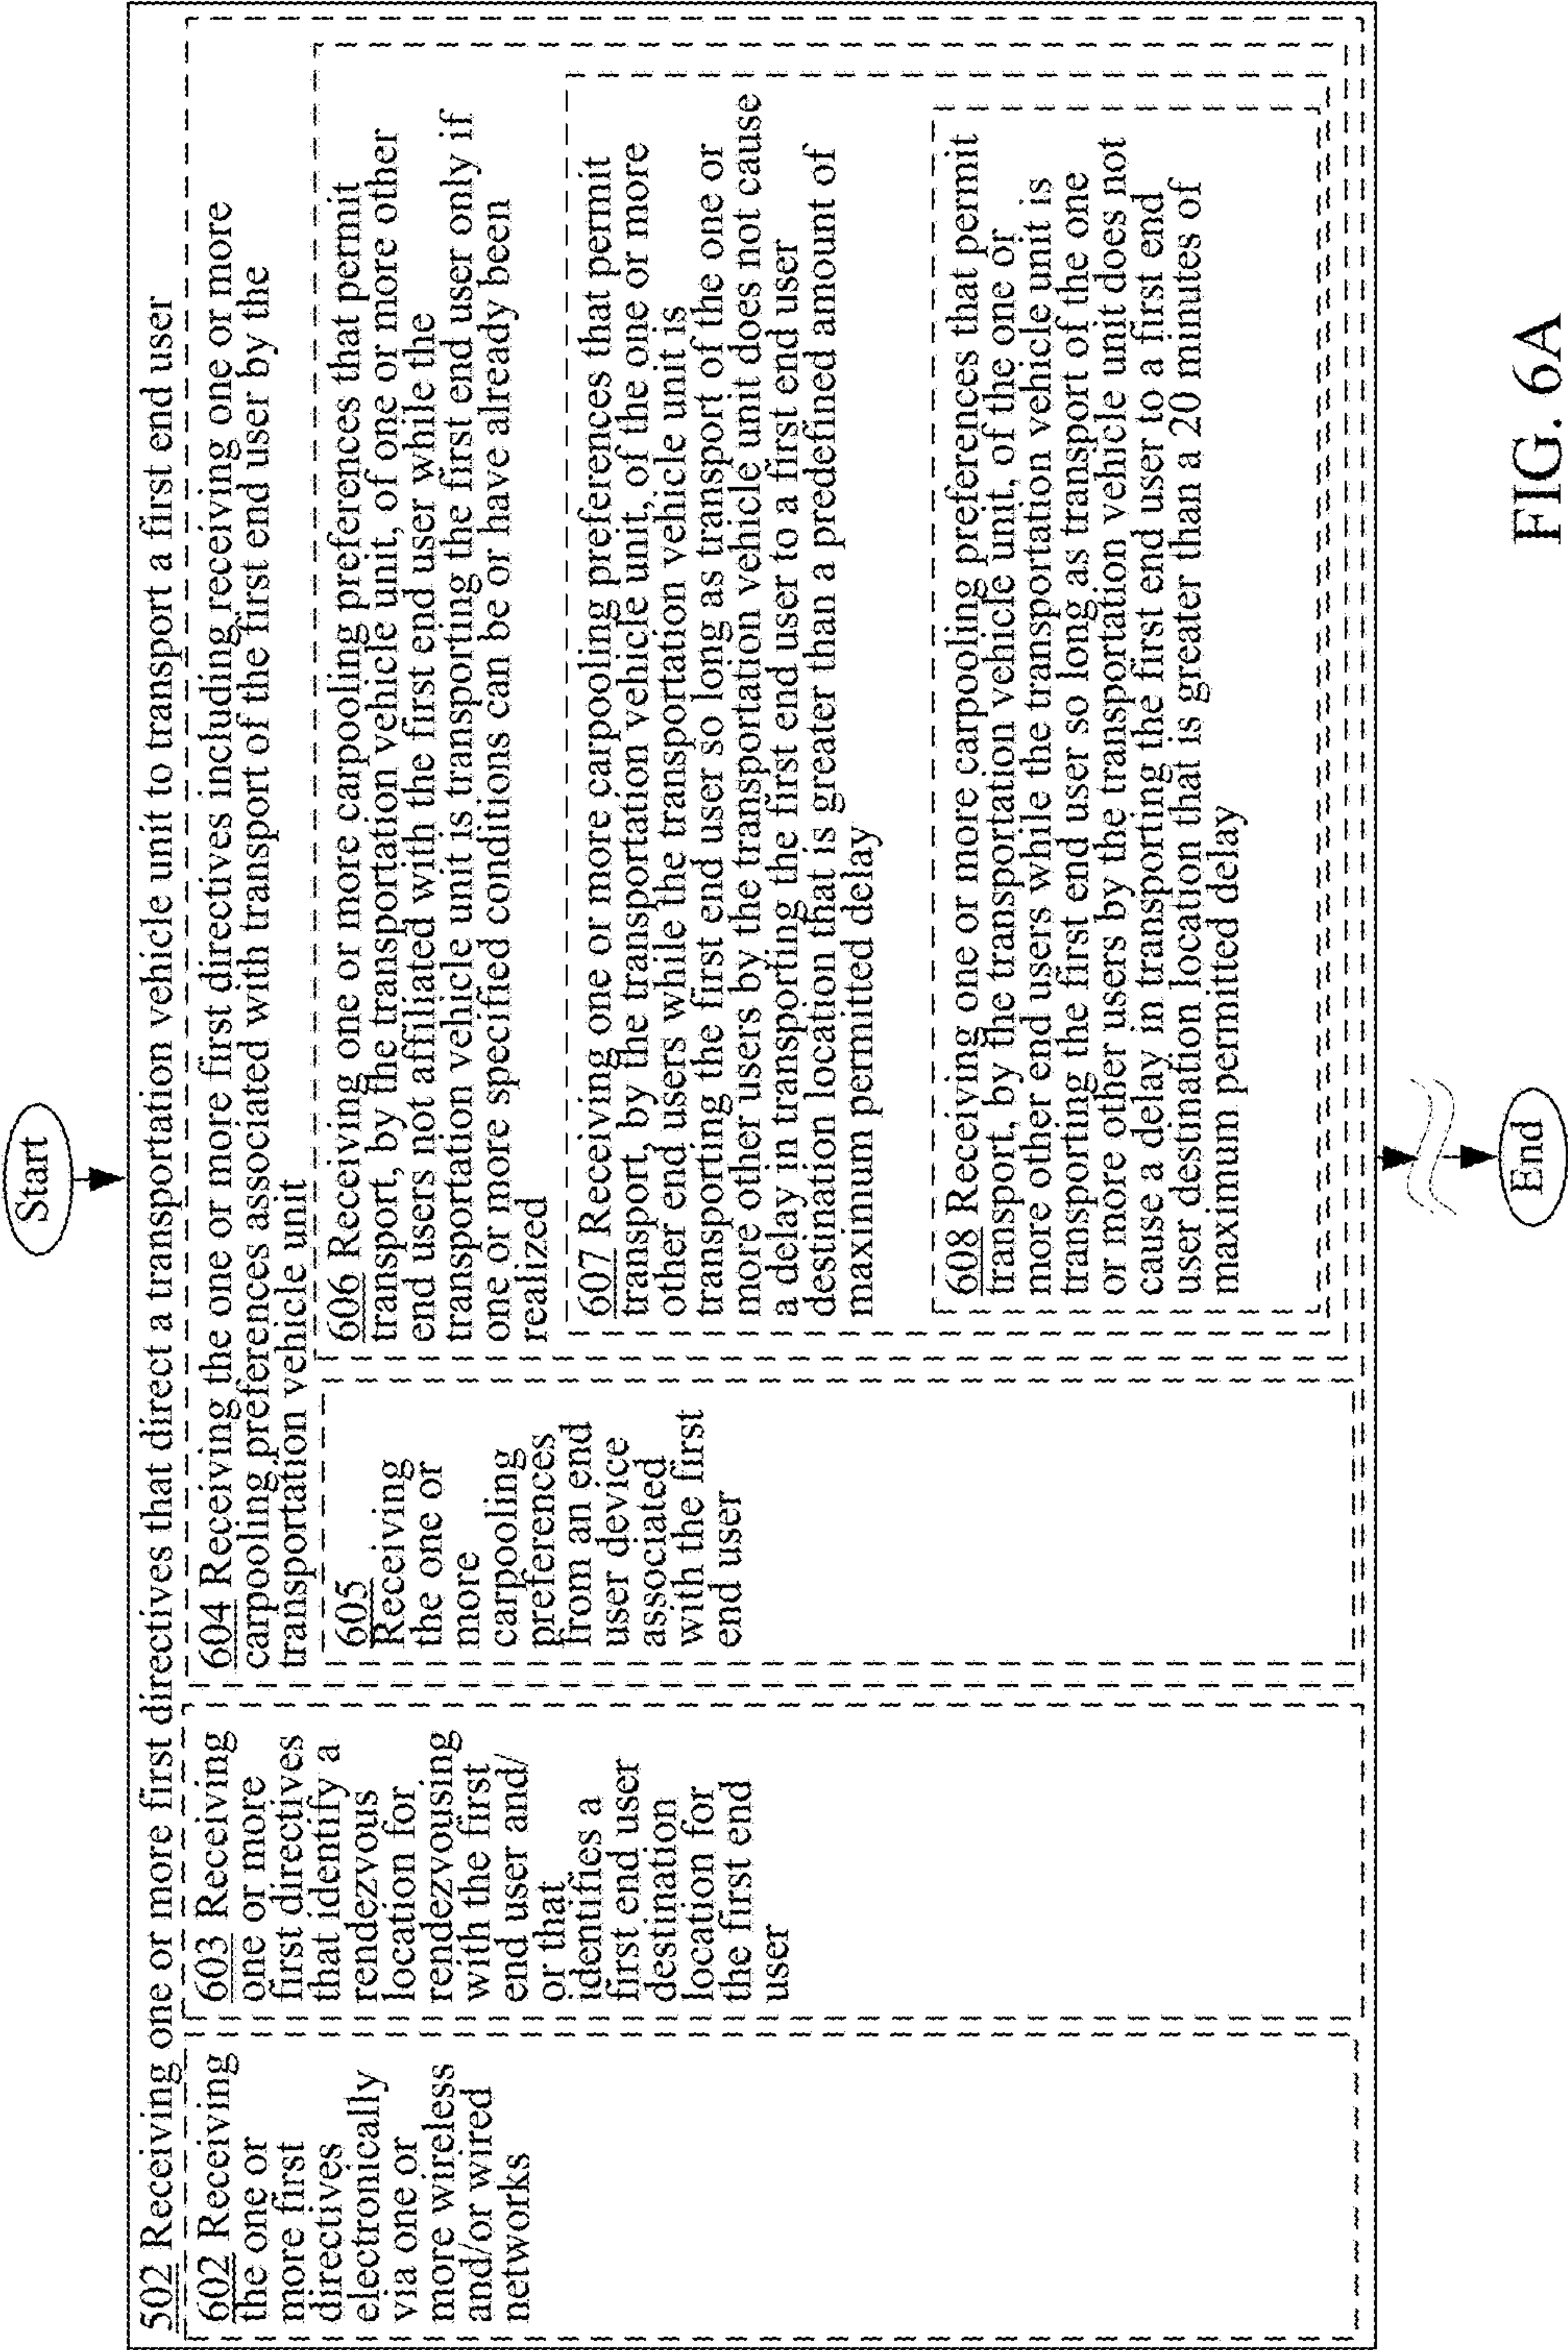 Start
502 Receiving one or more first directives that direct a transportation vehicle unit to transport a first end user
602 Receiving
the one or
more first
directives
electronically
via one or
more wireless
and/or wired
networks
603 Receiving
one or more
first directives
that identify a
rendezvous
location for
rendezvousing
with the first
end user and/
or that
identifies a
first end user
destination
location for
the first end
user
604 Receiving the one or more first directives including receiving one or more
carpooling preferences associated with transport of the first end user by the
transportation vehicle unit
605
Receiving
the one or
more
carpooling
preferences
from an end
user device
associated
with the first
end user
606 Receiving one or more carpooling preferences that permit
transport, by the transportation vehicle unit, of one or more other
end users not affiliated with the first end user while the
transportation vehicle unit is transporting the first end user only if
one or more specified conditions can be or have already been
realized
607 Receiving one or more carpooling preferences that permit
transport, by the transportation vehicle unit, of the one or more
other end users while the transportation vehicle unit is
transporting the first end user so long as transport of the one or
more other users by the transportation vehicle unit does not cause
a delay in transporting the first end user to a first end user
destination location that is greater than a predefined amount of
maximum permitted delay
608 Receiving one or more carpooling preferences that permit
transport, by the transportation vehicle unit, of the one or
more other end users while the transportation vehicle unit is
transporting the first end user so long as transport of the one
or more other users by the transportation vehicle unit does not
cause a delay in transporting the first end user to a first end
user destination location that is greater than a 20 minutes of
maximum permitted delay
End
FIG. 6A